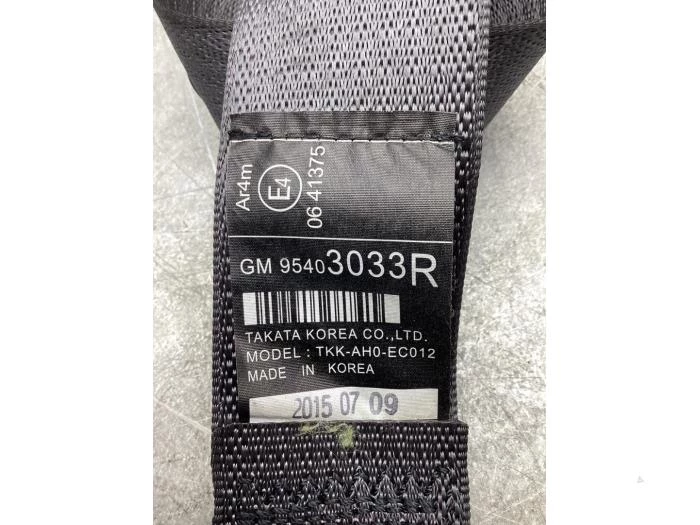 Ar4m
E4
06 41375
GM 95403033R
TAKATA KOREA CO.,LTD.
MODEL : TKK-AH0-EC012
MADE IN KOREA
2015 07 09